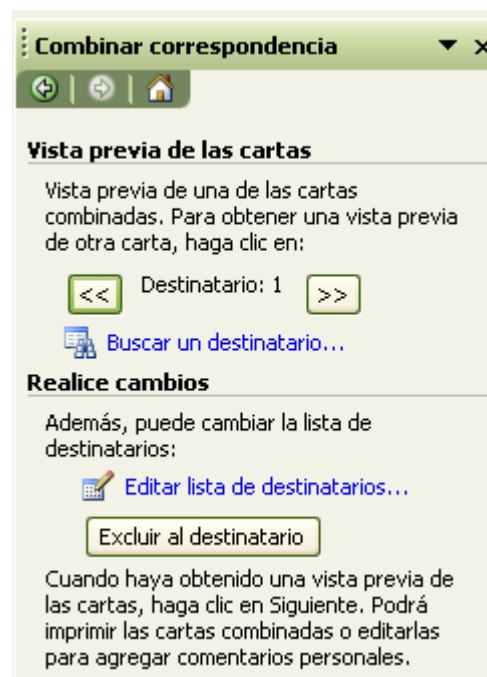 Combinar correspondencia
Vista previa de las cartas
Vista previa de una de las cartas
combinadas. Para obtener una vista previa
de otra carta, haga clic en:
<< Destinatario: 1 >>
Buscar un destinatario...
Realice cambios
Además, puede cambiar la lista de
destinatarios:
Editar lista de destinatarios...
Excluir al destinatario
Cuando haya obtenido una vista previa de
las cartas, haga clic en Siguiente. Podrá
imprimir las cartas combinadas o editarlas
para agregar comentarios personales.